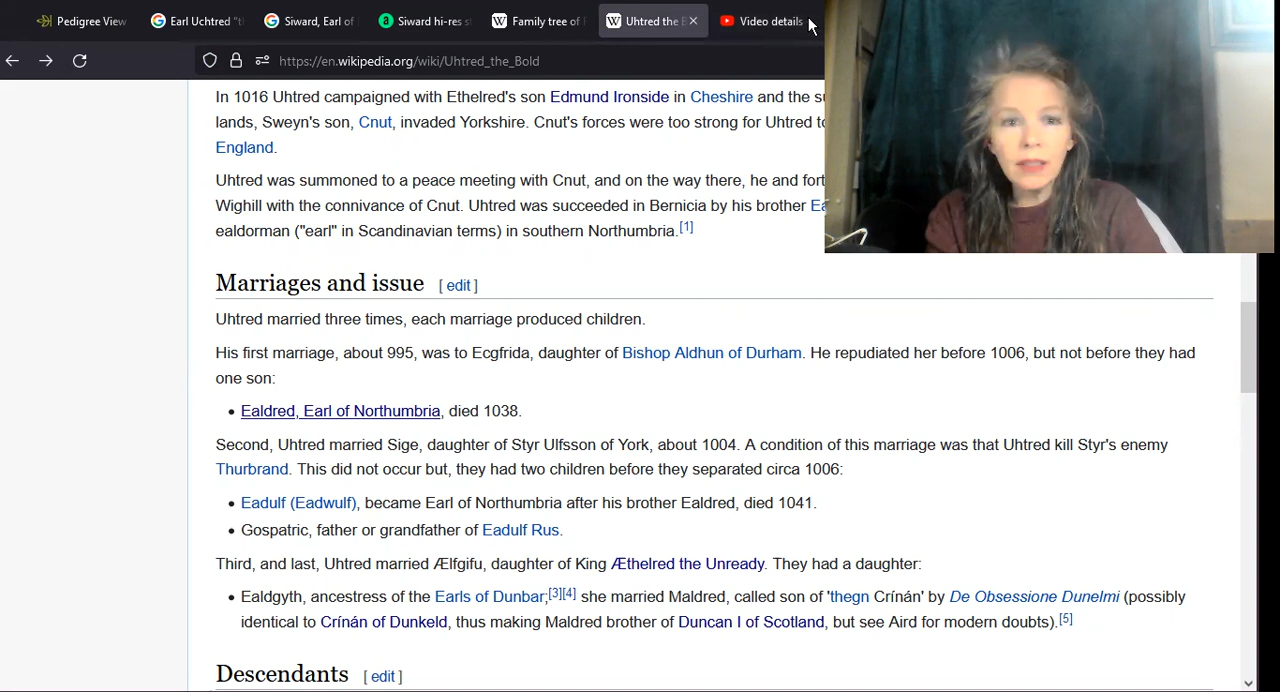 Pedigree View
Earl Uchtred "t
Siward, Earl of
Siward hi-res st
Family tree of
Uhtred the B
Video details
https://en.wikipedia.org/wiki/Uhtred_the_Bold
In 1016 Uhtred campaigned with Ethelred's son Edmund Ironside in Cheshire and the
lands, Sweyn's son, Cnut, invaded Yorkshire. Cnut's forces were too strong for Uhtred
England.
Uhtred was summoned to a peace meeting with Cnut, and on the way there, he and
Wighill with the connivance of Cnut. Uhtred was succeeded in Bernicia by his brother
ealdorman ("earl" in Scandinavian terms) in southern Northumbria.[1]
Marriages and issue [ edit ]
Uhtred married three times, each marriage produced children.
His first marriage, about 995, was to Ecgfrida, daughter of Bishop Aldhun of Durham. He repudiated her before 1006, but not before they had
one son:
• Ealdred, Earl of Northumbria, died 1038.
Second, Uhtred married Sige, daughter of Styr Ulfsson of York, about 1004. A condition of this marriage was that Uhtred kill Styr's enemy
Thurbrand. This did not occur but, they had two children before they separated circa 1006:
• Eadulf (Eadwulf), became Earl of Northumbria after his brother Ealdred, died 1041.
• Gospatric, father or grandfather of Eadulf Rus.
Third, and last, Uhtred married Ælfgifu, daughter of King Æthelred the Unready. They had a daughter:
• Ealdgyth, ancestress of the Earls of Dunbar;[3][4] she married Maldred, called son of 'thegn Crínán' by De Obsessione Dunelmi (possibly
identical to Crínán of Dunkeld, thus making Maldred brother of Duncan I of Scotland, but see Aird for modern doubts).[5]
Descendants [ edit ]